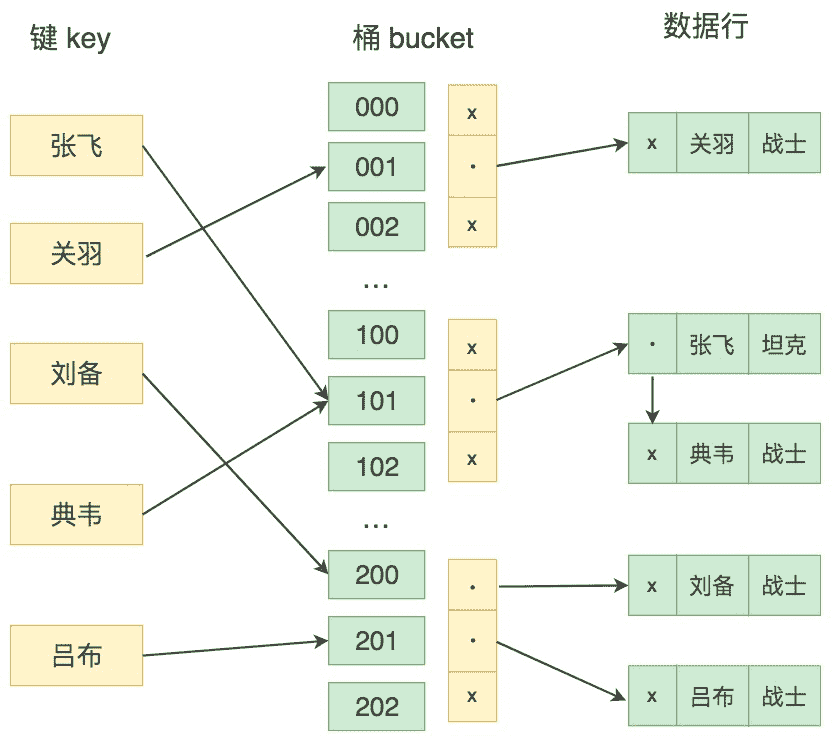 键 key
桶 bucket
数据行
张飞
关羽
刘备
典韦
吕布
000
001
002
...
100
101
102
...
200
201
202
x
·
x
x
·
x
·
·
x
x 关羽 战士
· 张飞 坦克
x 典韦 战士
x 刘备 战士
x 吕布 战士